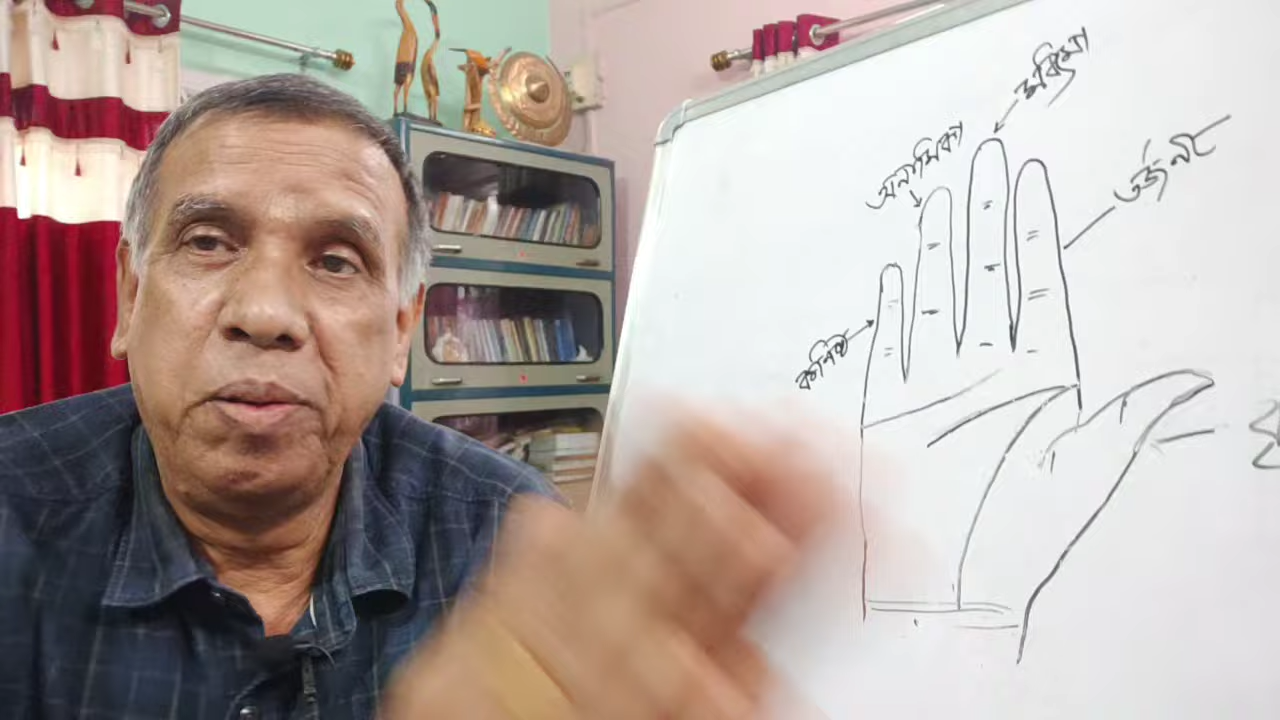 মধ্যমা
অনামিকা
তর্জনী
কনিষ্ঠা